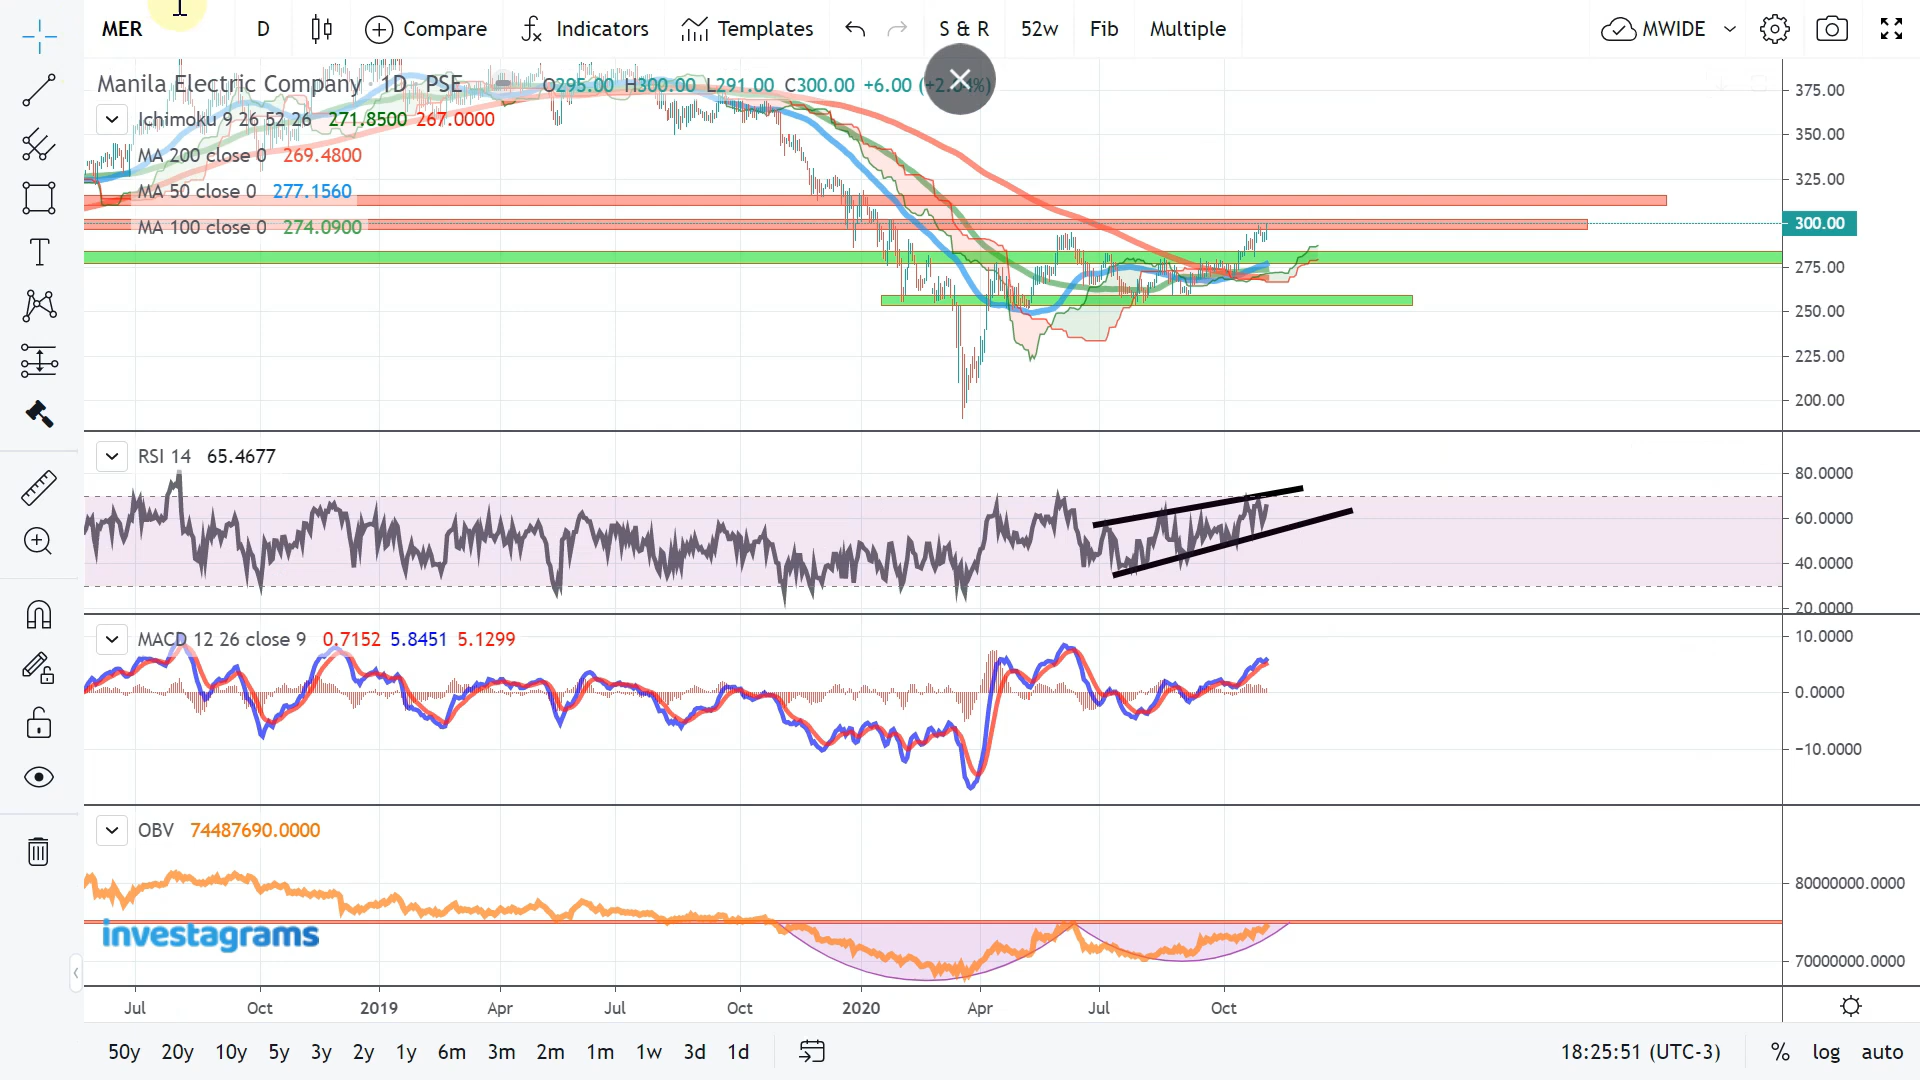 MER D Compare Indicators Templates S & R 52w Fib Multiple MWIDE
Manila Electric Company · 1D · PSE O295.00 H300.00 L291.00 C300.00 +6.00
Ichimoku 9 26 52 26 271.8500 267.0000
MA 200 close 0 269.4800
MA 50 close 0 277.1560
MA 100 close 0 274.0900
375.00
350.00
325.00
300.00
275.00
250.00
225.00
200.00
RSI 14 65.4677
80.0000
60.0000
40.0000
20.0000
MACD 12 26 close 9 0.7152 5.8451 5.1299
10.0000
0.0000
−10.0000
OBV 74487690.0000
80000000.0000
70000000.0000
investagrams
Jul Oct 2019 Apr Jul Oct 2020 Apr Jul Oct
50y 20y 10y 5y 3y 2y 1y 6m 3m 2m 1m 1w 3d 1d 18:25:51 (UTC-3) % log auto